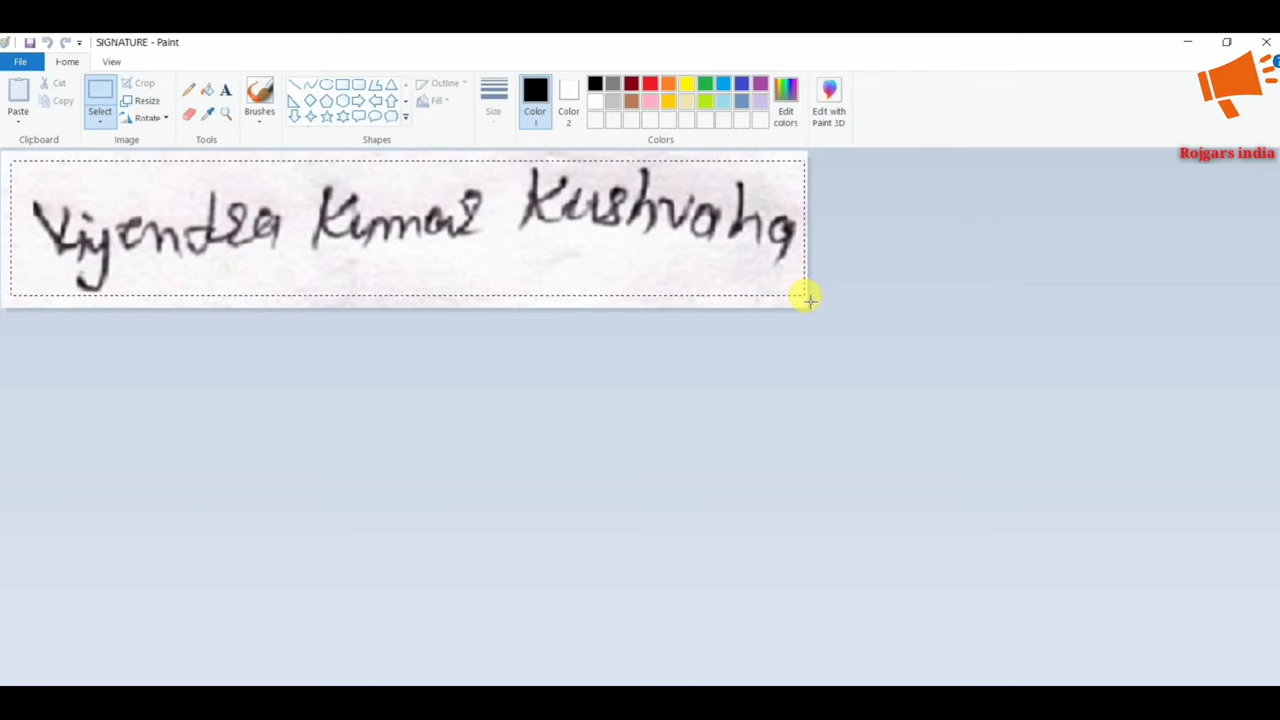 SIGNATURE - Paint
File Home View
Paste
Cut
Copy
Clipboard
Select
Crop
Resize
Rotate
Image
Tools
Brushes
Shapes
Outline
Fill
Size
Color 1
Color 2
Colors
Edit colors
Edit with Paint 3D
Rojgars india
Vijendra Kumar Kushvaha